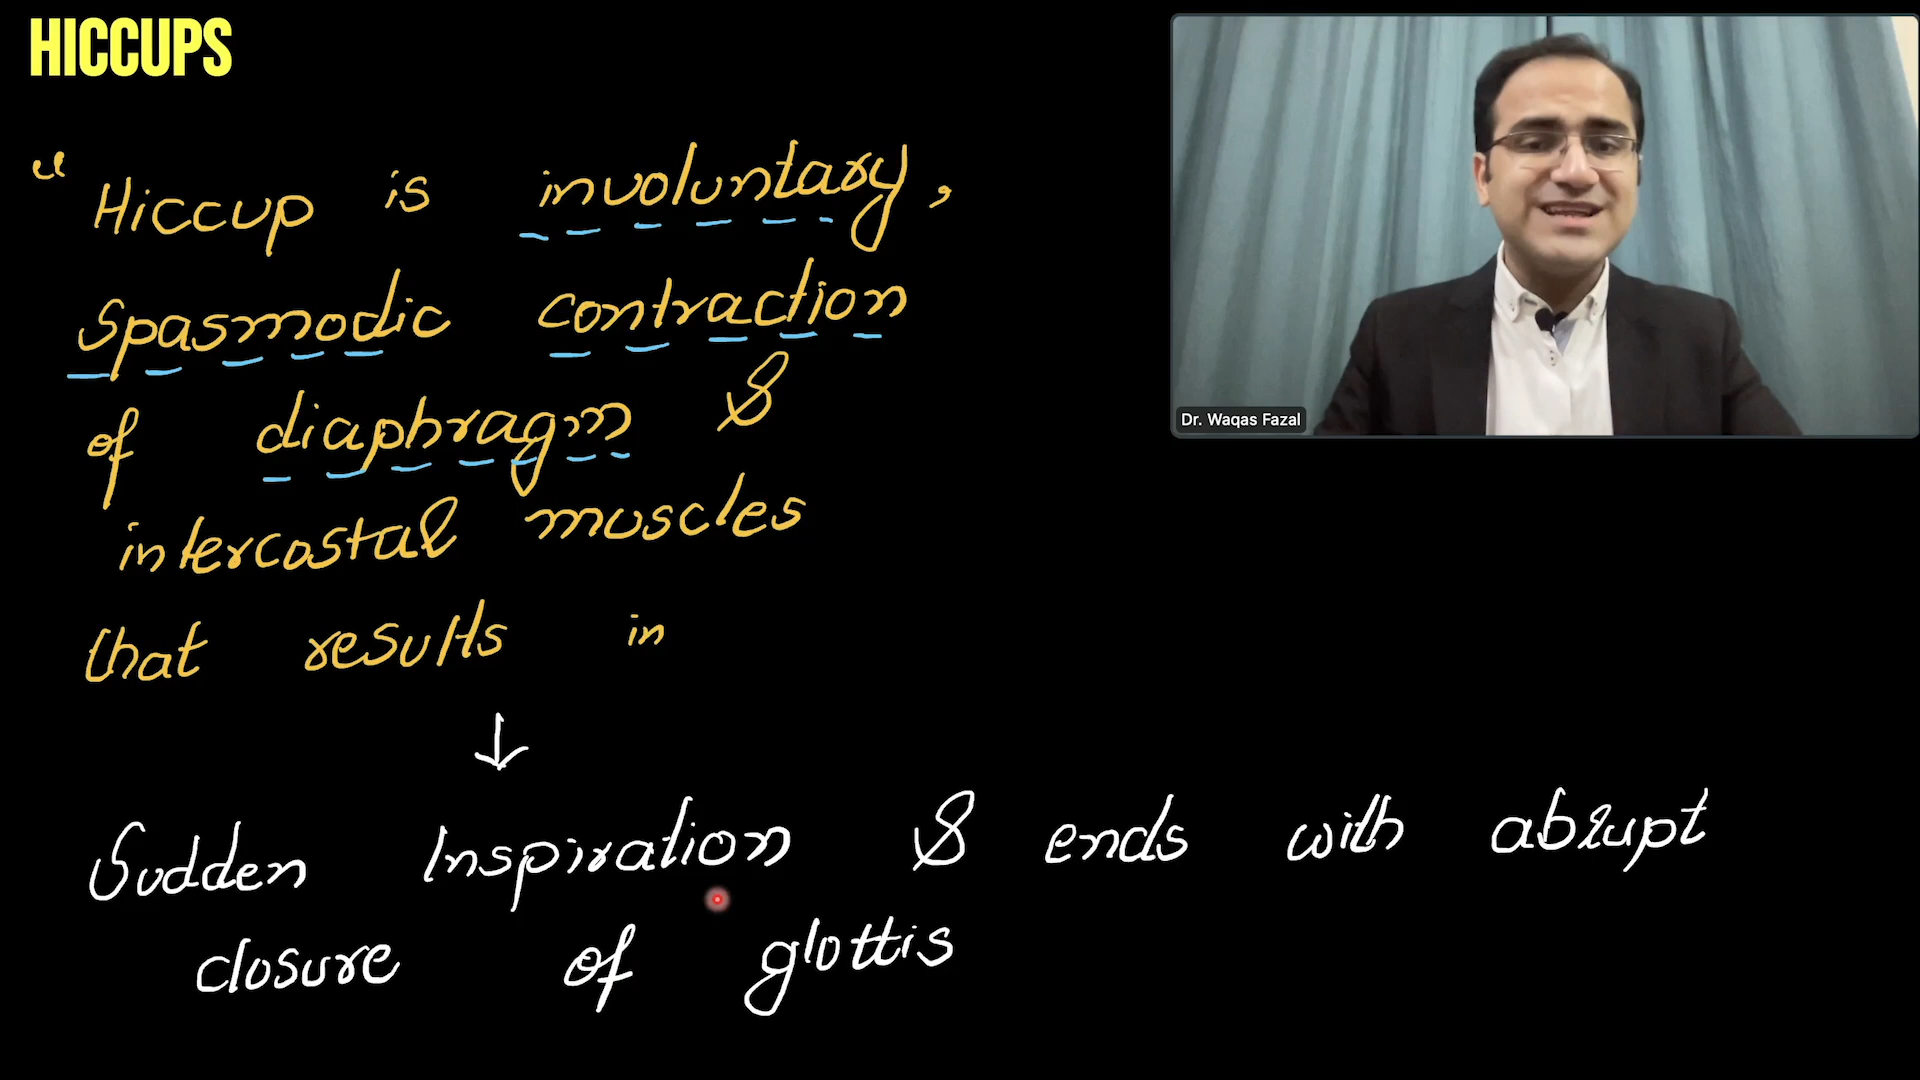 HICCUPS
" Hiccup is involuntary,
Spasmodic contraction
of diaphragm &
intercostal muscles
that results in
↓
Sudden Inspiration & ends with abrupt
closure of glottis
Dr. Waqas Fazal